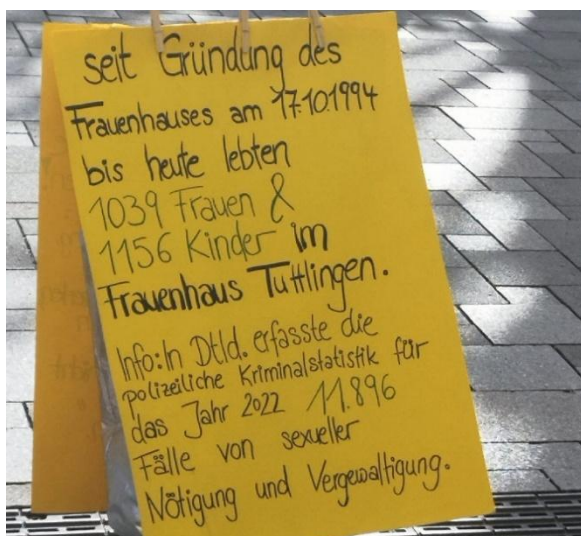 seit Gründung des
Frauenhauses am 17.10.1994
bis heute lebten
1039 Frauen &
1156 Kinder im
Frauenhaus Tuttlingen.
Info: In Dtld. erfasste die
polizeiliche Kriminalstatistik für
das Jahr 2022 11.896
Fälle von sexueller
Nötigung und Vergewaltigung.